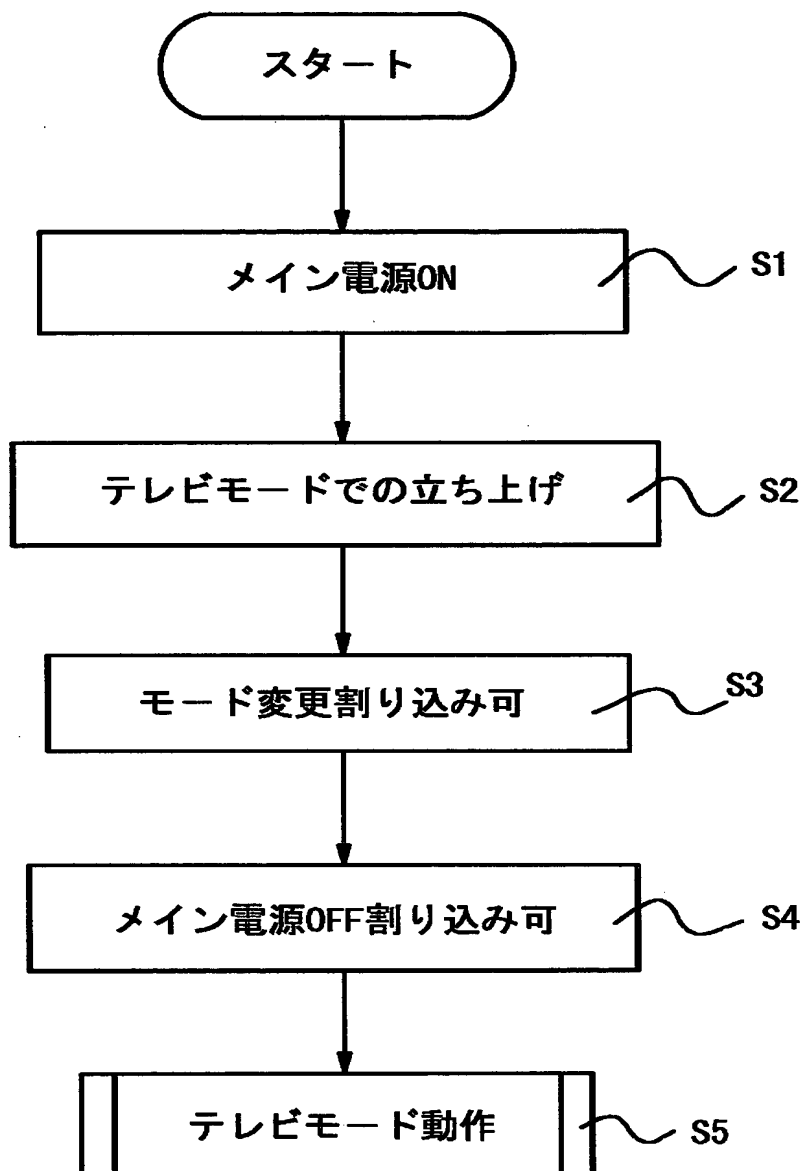 スタート
メイン電源ON
S1
テレビモードでの立ち上げ
S2
モード変更割り込み可
S3
メイン電源OFF割り込み可
S4
テレビモード動作
S5